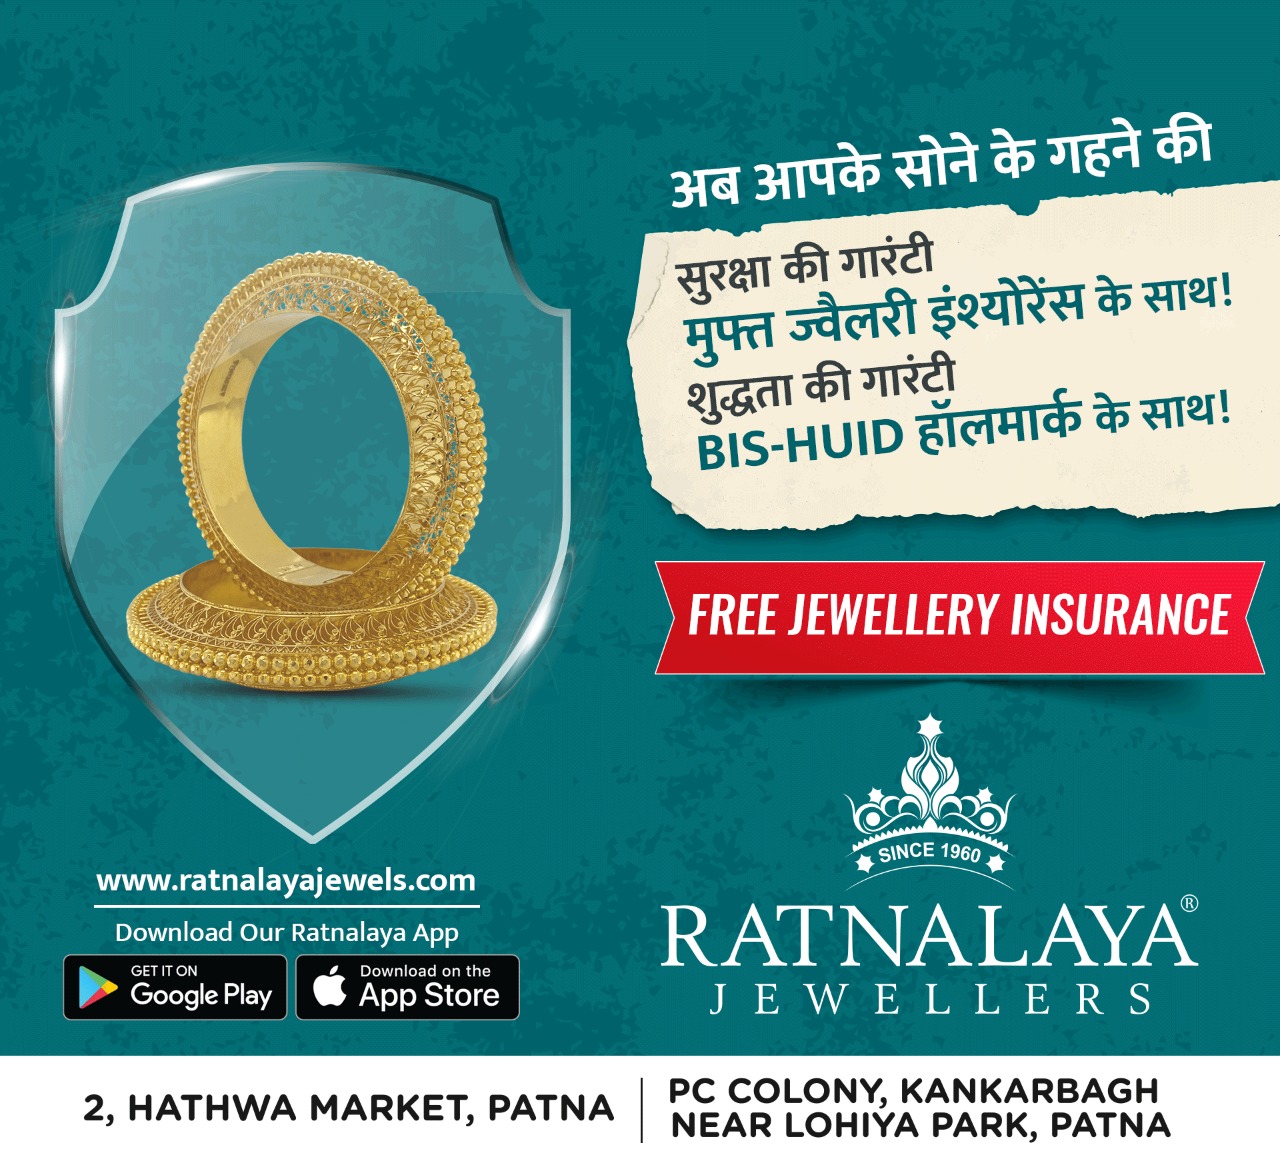 अब आपके सोने के गहने की
सुरक्षा की गारंटी
मुफ्त ज्वैलरी इंश्योरेंस के साथ!
शुद्धता की गारंटी
BIS-HUID हॉलमार्क के साथ!
FREE JEWELLERY INSURANCE
SINCE 1960
RATNALAYA®
JEWELLERS
www.ratnalayajewels.com
Download Our Ratnalaya App
GET IT ON
Google Play
Download on the
App Store
2, HATHWA MARKET, PATNA
PC COLONY, KANKARBAGH
NEAR LOHIYA PARK, PATNA